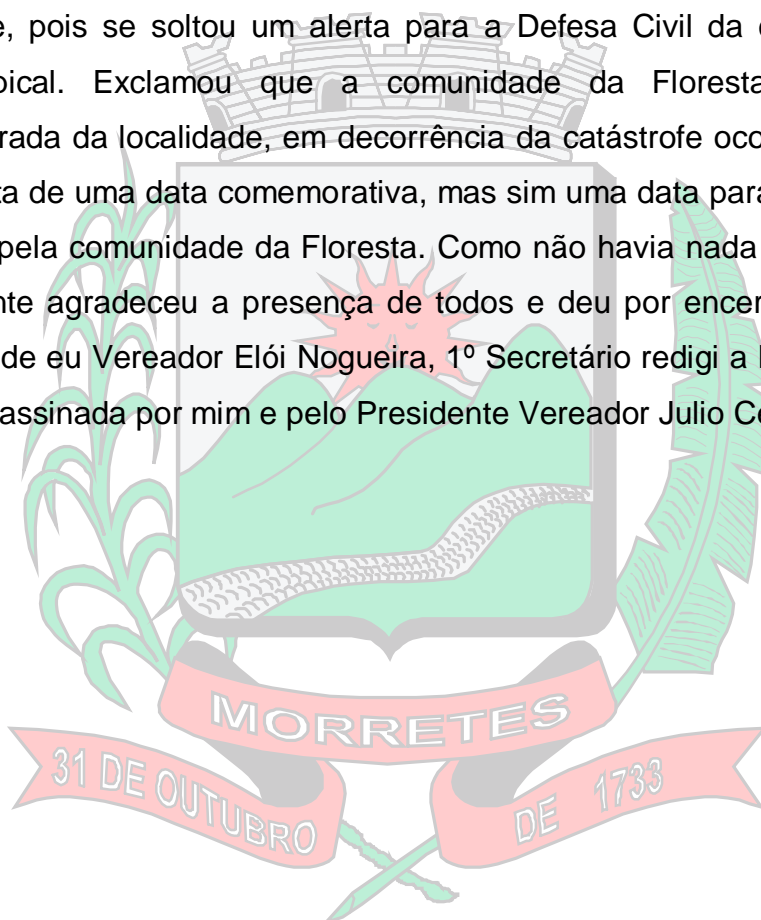 e, pois se soltou um alerta para a Defesa Civil da
oical. Exclamou que a comunidade da Floresta
rada da localidade, em decorrência da catástrofe oco
ta de uma data comemorativa, mas sim uma data para
pela comunidade da Floresta. Como não havia nada
nte agradeceu a presença de todos e deu por encer
de eu Vereador Elói Nogueira, 1º Secretário redigi a
assinada por mim e pelo Presidente Vereador Julio Ce
MORRETES
31 DE OUTUBRO DE 1733